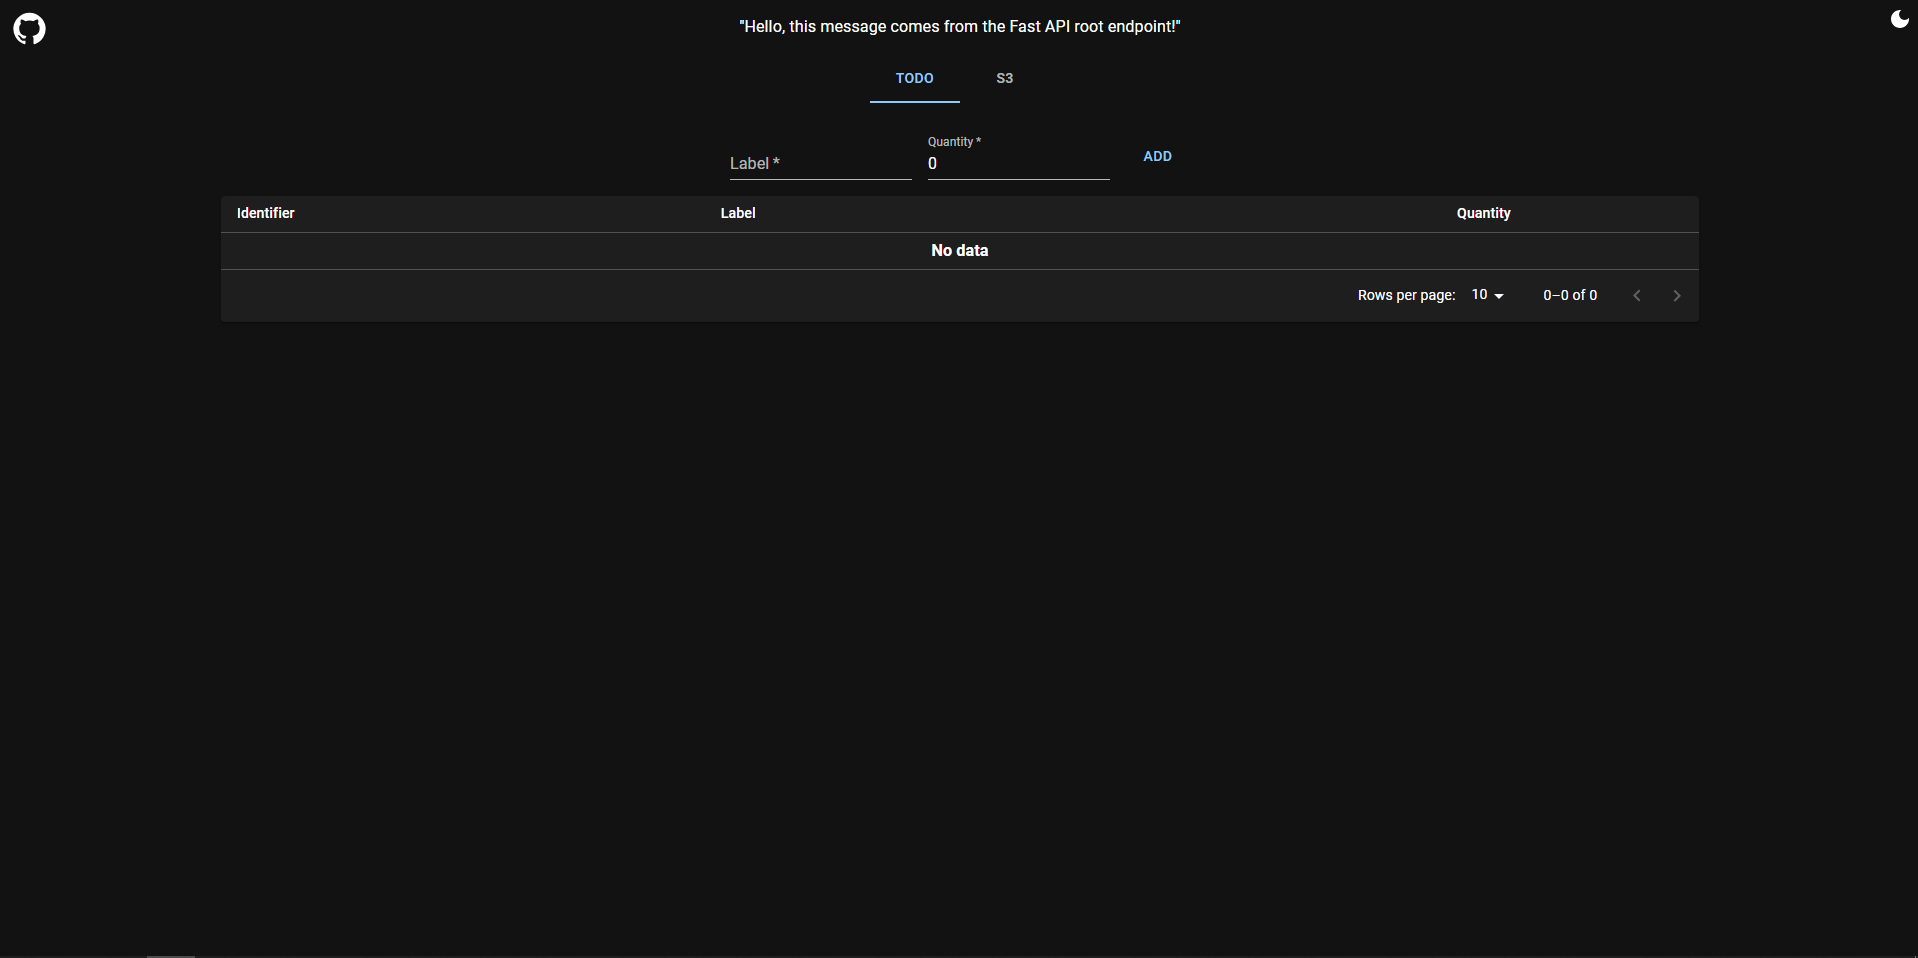 "Hello, this message comes from the Fast API root endpoint!"
TODO S3
Quantity *
Label * 0 ADD
Identifier Label Quantity
No data
Rows per page: 10 0–0 of 0